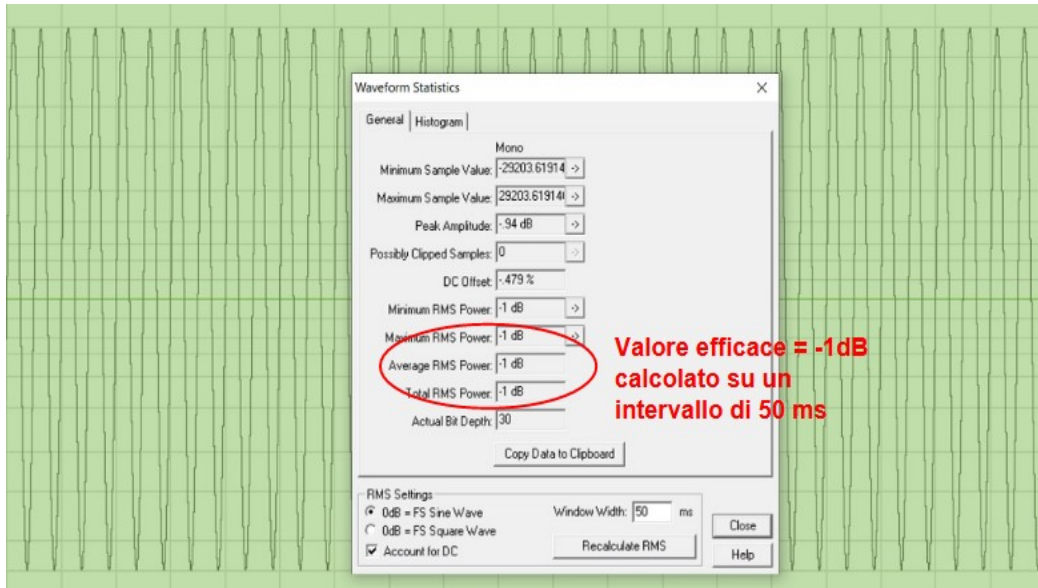 Waveform Statistics
General Histogram
Mono
Minimum Sample Value: -29203.61914 ->
Maximum Sample Value: 29203.61914 ->
Peak Amplitude: -.94 dB ->
Possibly Clipped Samples: 0 ->
DC Offset: -.479 %
Minimum RMS Power: -1 dB ->
Maximum RMS Power: -1 dB ->
Average RMS Power: -1 dB
Total RMS Power: -1 dB
Actual Bit Depth: 30
Copy Data to Clipboard
Valore efficace = -1dB
calcolato su un
intervallo di 50 ms
RMS Settings
0dB = FS Sine Wave
0dB = FS Square Wave
Account for DC
Window Width: 50 ms
Recalculate RMS
Close
Help